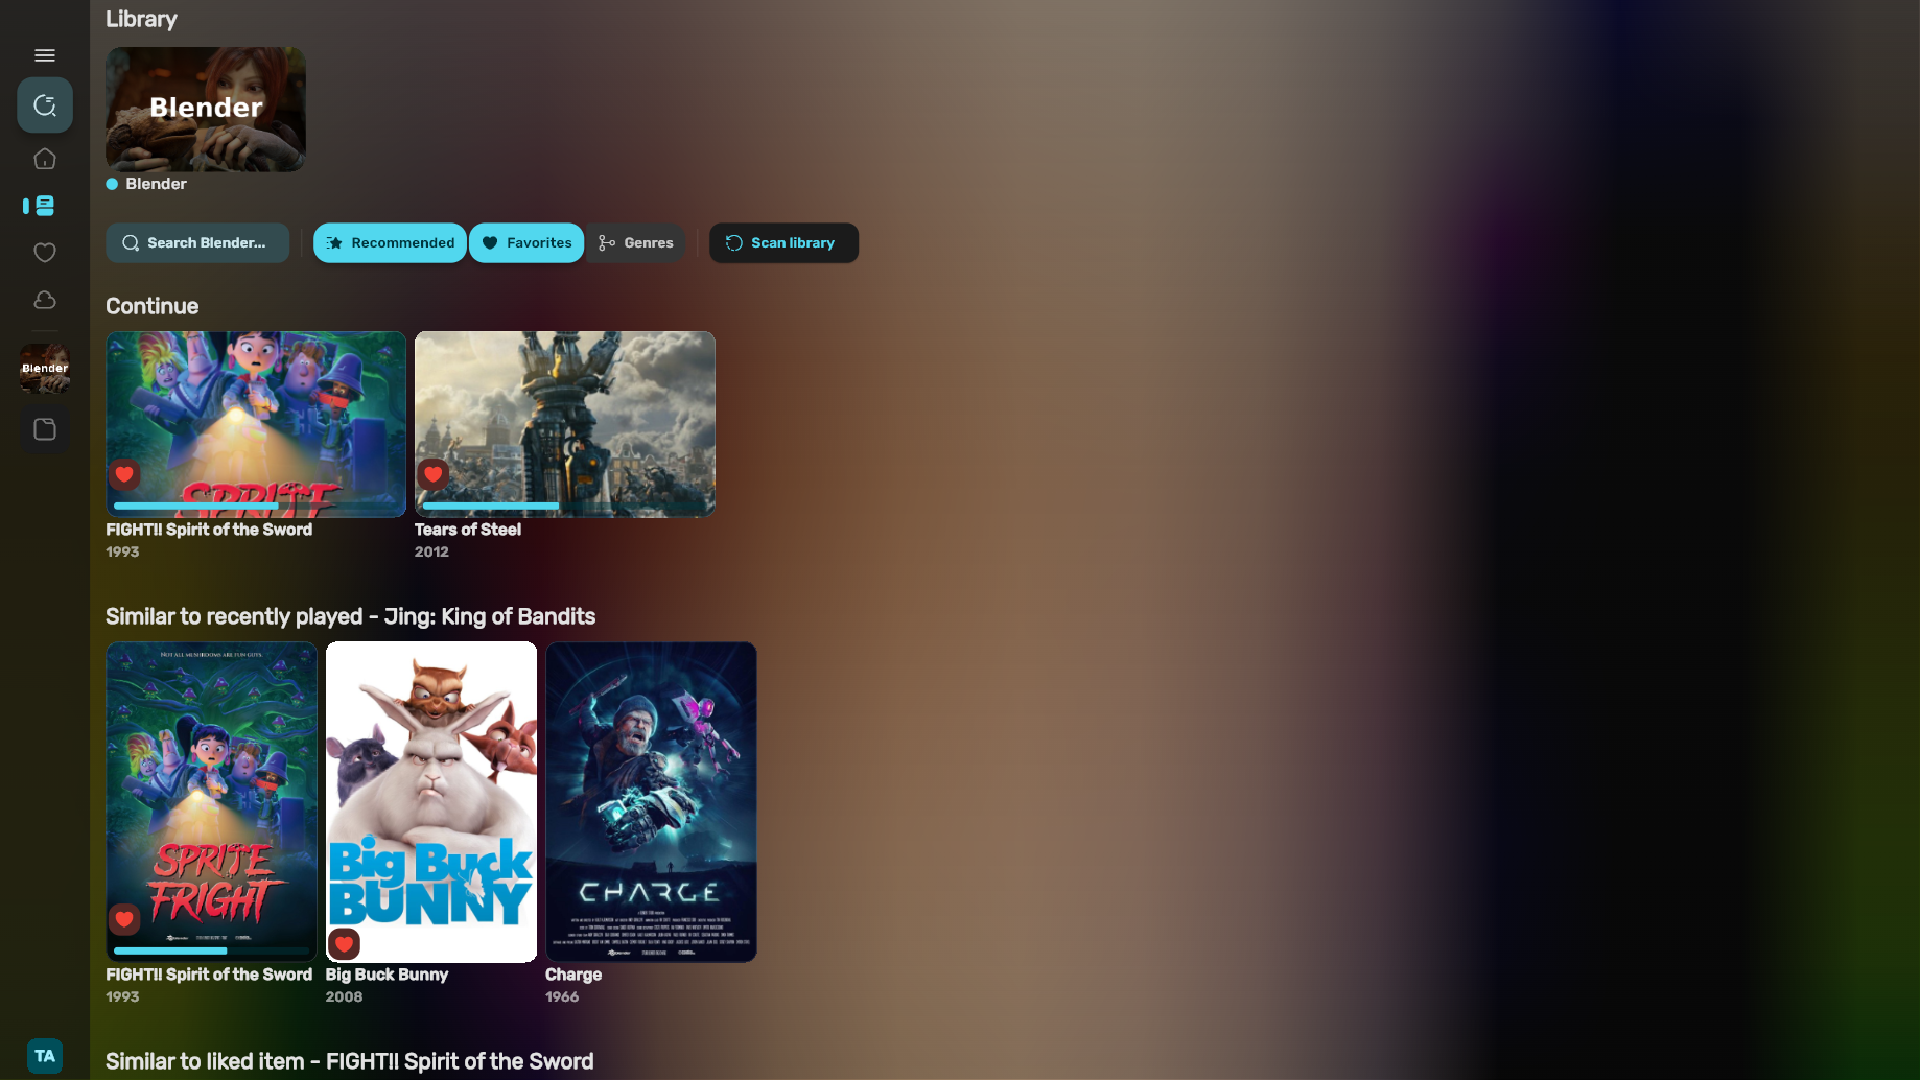 Library
Blender
Blender
Search Blender...
Recommended
Favorites
Genres
Scan library
Continue
SPRITE
FIGHT!! Spirit of the Sword
1993
Tears of Steel
2012
Blender
Similar to recently played - Jing: King of Bandits
NOT ALL MUSHROOMS ARE FUN GUYS.
SPRITE
FRIGHT
FIGHT!! Spirit of the Sword
1993
Big Buck
BUNNY
Big Buck Bunny
2008
CHARGE
Charge
1966
TA
Similar to liked item - FIGHT!! Spirit of the Sword